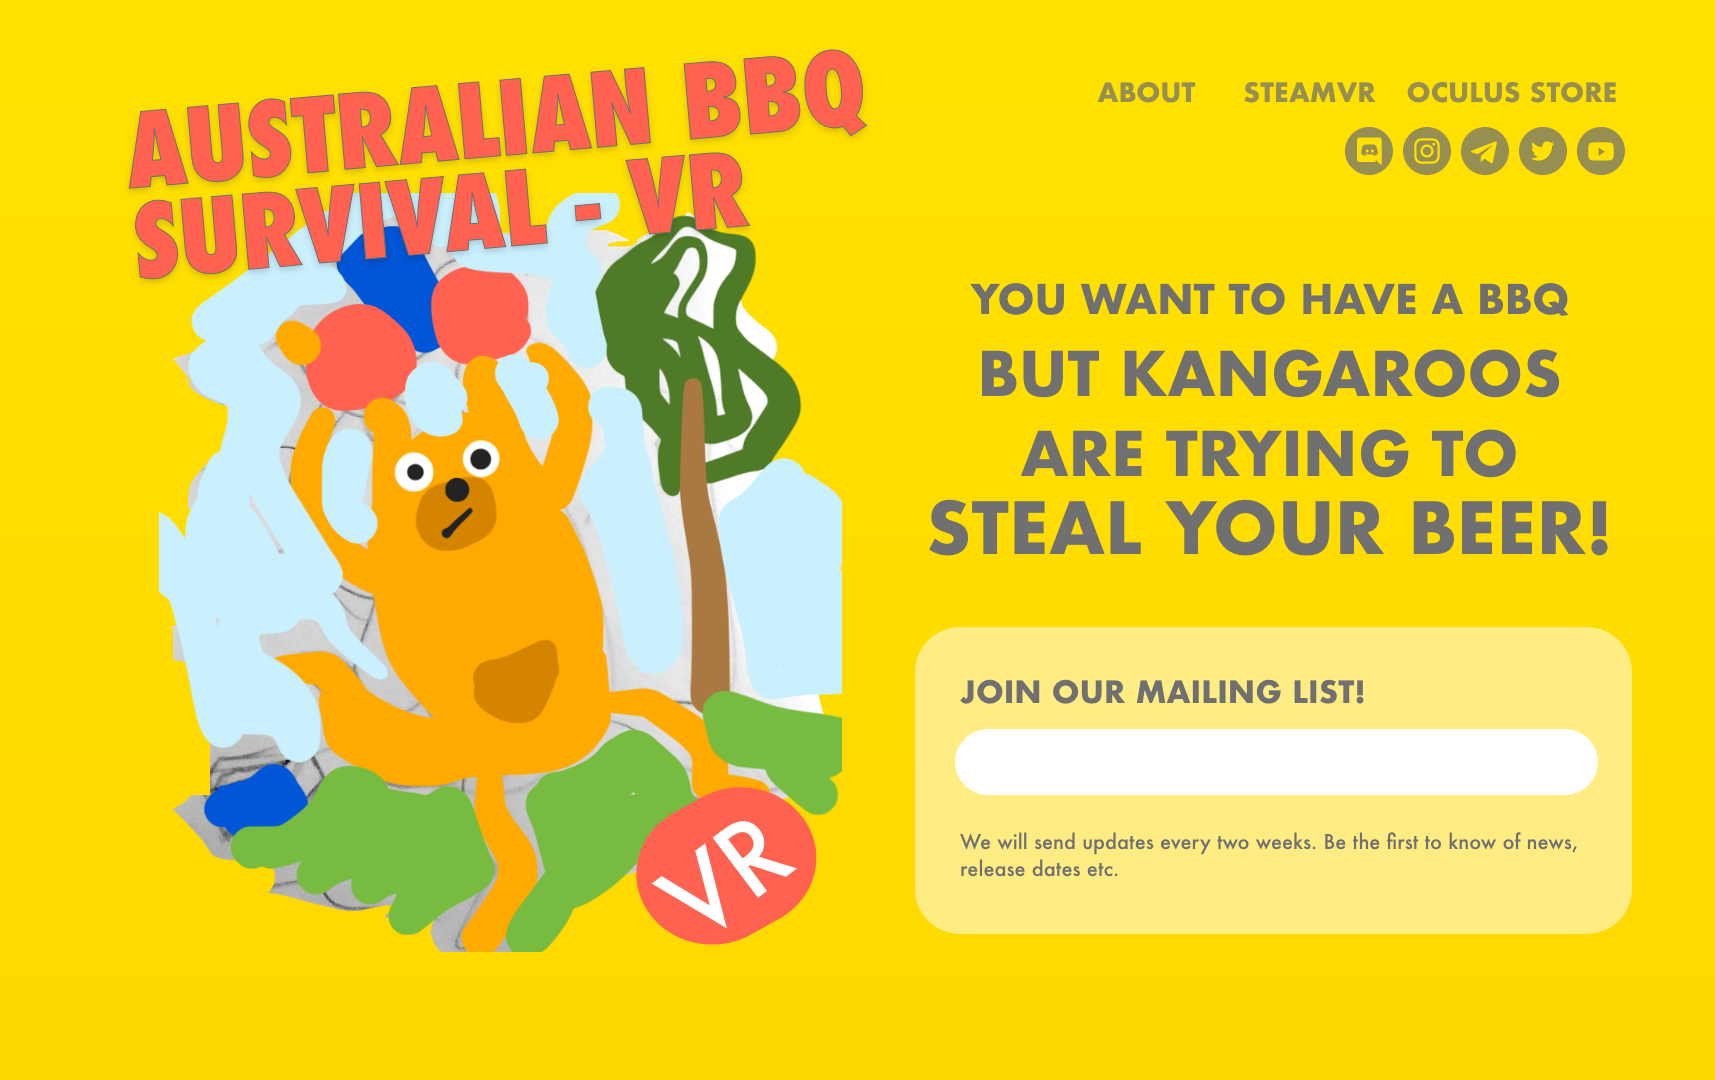 AUSTRALIAN BBQ
SURVIVAL - VR
ABOUT STEAMVR OCULUS STORE
YOU WANT TO HAVE A BBQ
BUT KANGAROOS
ARE TRYING TO
STEAL YOUR BEER!
JOIN OUR MAILING LIST!
We will send updates every two weeks. Be the first to know of news,
release dates etc.
VR